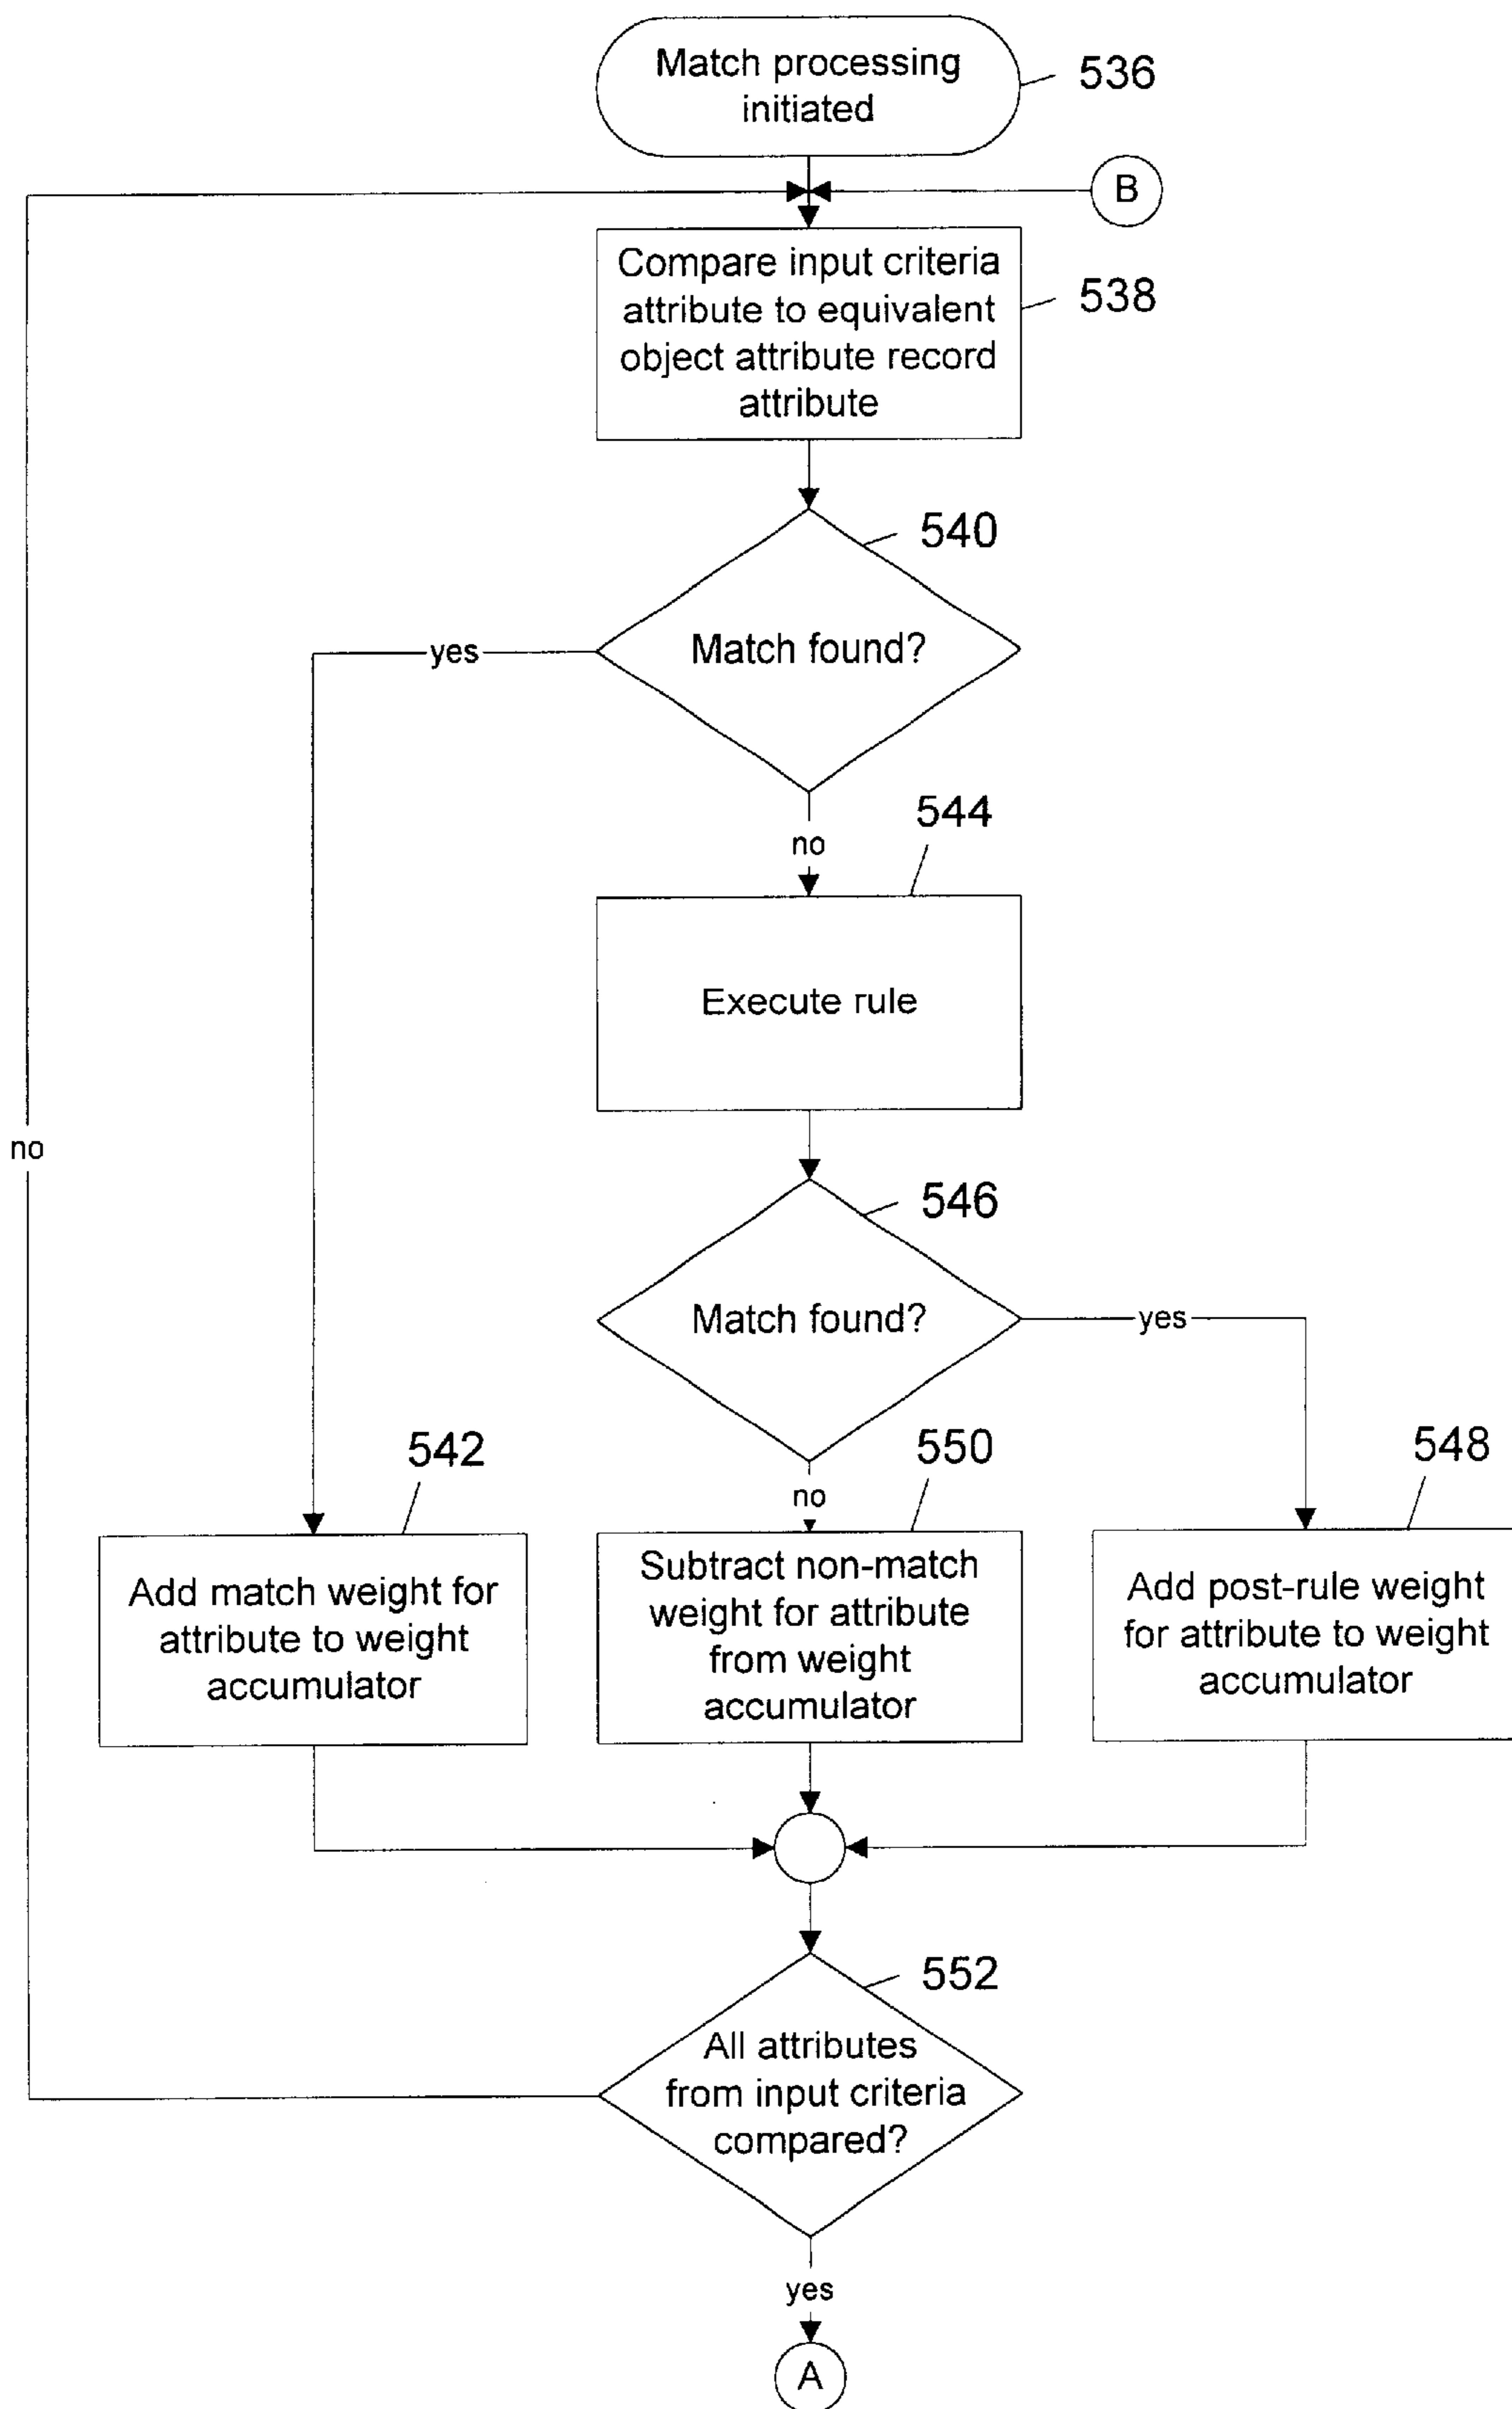 Match processing
initiated
536
B
Compare input criteria
attribute to equivalent
object attribute record
attribute
538
540
Match found?
yes
no
544
Execute rule
no
546
Match found?
yes
no
542
550
548
Add match weight for
attribute to weight
accumulator
Subtract non-match
weight for attribute
from weight
accumulator
Add post-rule weight
for attribute to weight
accumulator
552
All attributes
from input criteria
compared?
yes
A